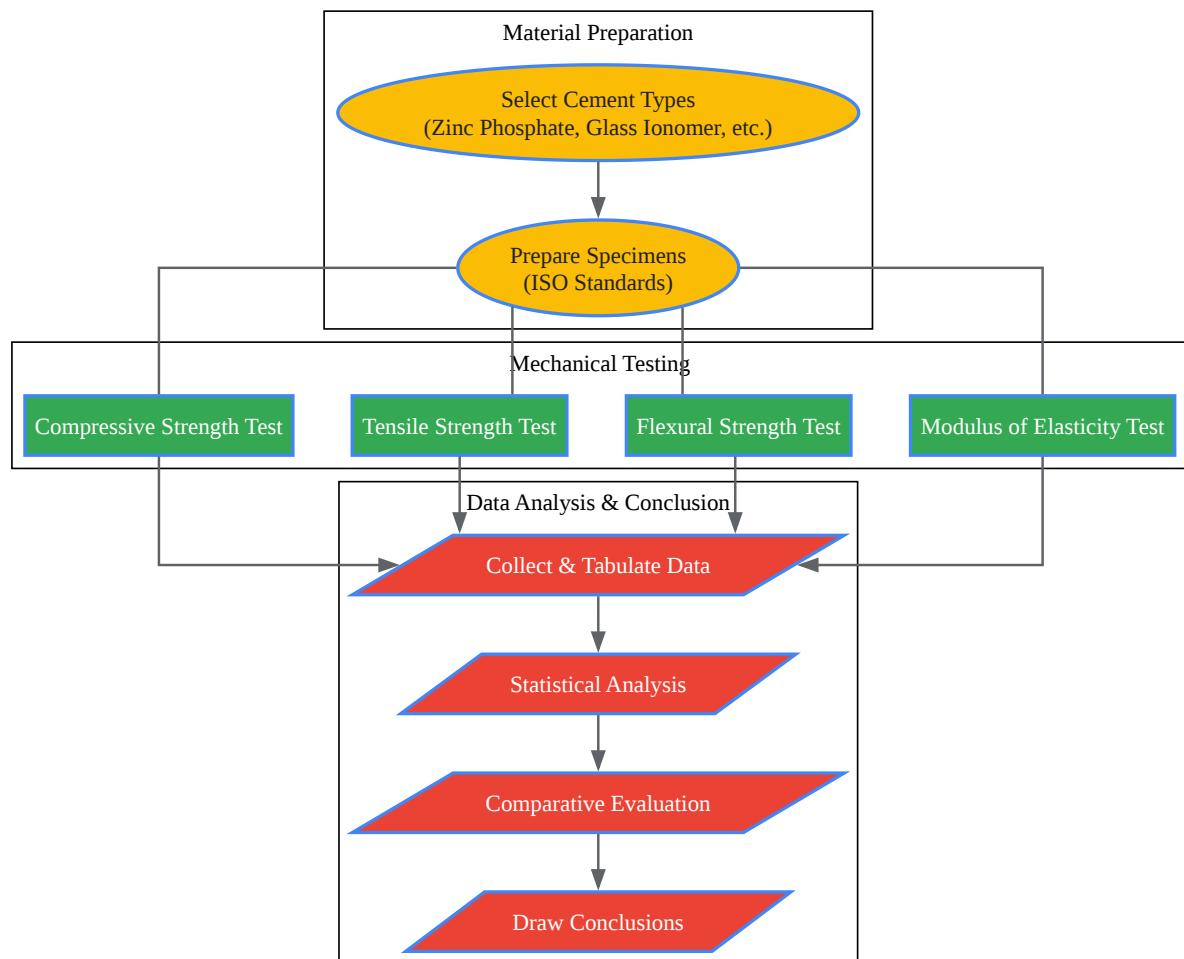 Material Preparation
Select Cement Types
(Zinc Phosphate, Glass Ionomer, etc.)
Prepare Specimens
(ISO Standards)
Mechanical Testing
Compressive Strength Test
Tensile Strength Test
Flexural Strength Test
Modulus of Elasticity Test
Data Analysis & Conclusion
Collect & Tabulate Data
Statistical Analysis
Comparative Evaluation
Draw Conclusions